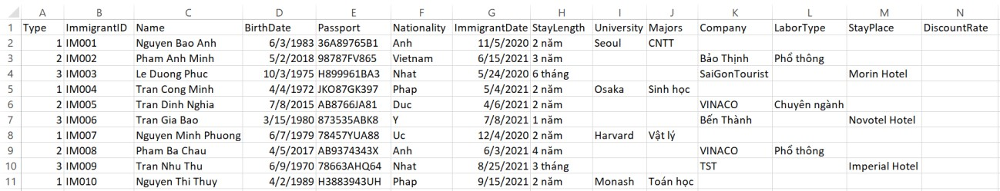 A B C D E F G H I J K L M N
1 Type ImmigrantID Name BirthDate Passport Nationality ImmigrantDate StayLength University Majors Company LaborType StayPlace DiscountRate
2 1 IM001 Nguyen Bao Anh 6/3/1983 36A89765B1 Anh 11/5/2020 2 năm Seoul CNTT
3 2 IM002 Pham Anh Minh 5/2/2018 98787FV865 Vietnam 6/15/2021 3 năm Bảo Thịnh Phổ thông
4 3 IM003 Le Duong Phuc 10/3/1975 H899961BA3 Nhat 5/24/2020 6 tháng SaiGonTourist Morin Hotel
5 1 IM004 Tran Cong Minh 4/4/1972 JKO87GK397 Phap 5/4/2021 2 năm Osaka Sinh học
6 2 IM005 Tran Dinh Nghia 7/8/2015 AB8766JA81 Duc 4/6/2021 2 năm VINACO Chuyên ngành
7 3 IM006 Tran Gia Bao 3/15/1980 873535ABK8 Y 7/8/2021 1 năm Bến Thành Novotel Hotel
8 1 IM007 Nguyen Minh Phuong 6/7/1979 78457YUA88 Uc 12/4/2020 2 năm Harvard Vật lý
9 2 IM008 Pham Ba Chau 4/5/2017 AB9374343X Anh 6/3/2021 4 năm VINACO Phổ thông
10 3 IM009 Tran Nhu Thu 6/9/1970 78663AHQ64 Nhat 8/25/2021 3 tháng TST Imperial Hotel
11 1 IM010 Nguyen Thi Thuy 4/2/1989 H3883943UH Phap 9/15/2021 2 năm Monash Toán học